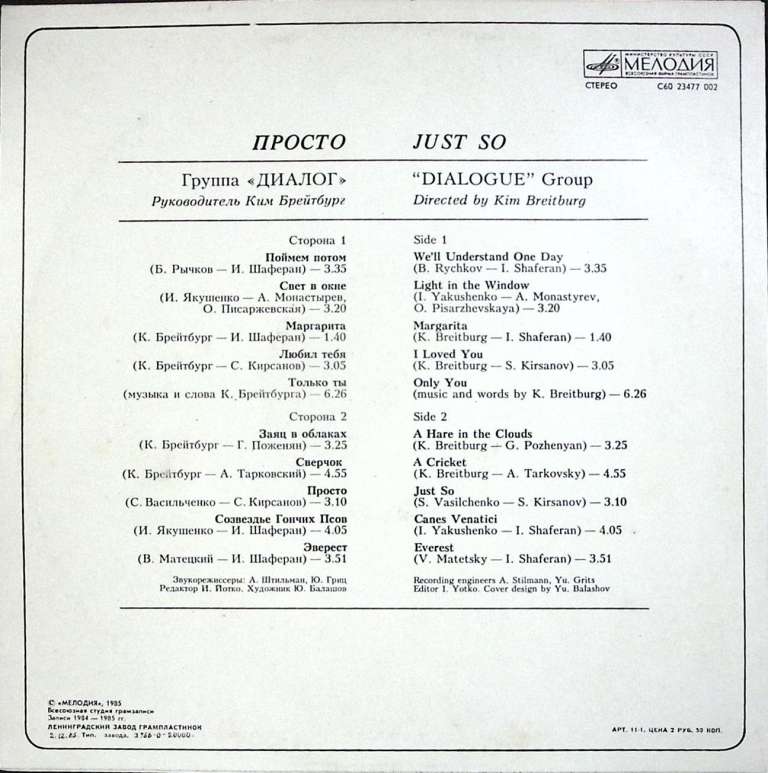 МИНИСТЕРСТВО КУЛЬТУРЫ СССР
МЕЛОДИЯ
ВСЕСОЮЗНАЯ ФИРМА ГРАМПЛАСТИНОК
СТЕРЕО С60 23477 002
ПРОСТО
Группа «ДИАЛОГ»
Руководитель Ким Брейтбург
Сторона 1
Поймем потом
(Б. Рычков — И. Шаферан) — 3.35
Свет в окне
(И. Якушенко — А. Монастырев,
О. Писаржевская) — 3.20
Маргарита
(К. Брейтбург — И. Шаферан) — 1.40
Любил тебя
(К. Брейтбург — С. Кирсанов) — 3.05
Только ты
(музыка и слова К. Брейтбурга) — 6.26
Сторона 2
Заяц в облаках
(К. Брейтбург — Г. Поженян) — 3.25
Сверчок
(К. Брейтбург — А. Тарковский) — 4.55
Просто
(С. Васильченко — С. Кирсанов) — 3.10
Созвездье Гончих Псов
(И. Якушенко — И. Шаферан) — 4.05
Эверест
(В. Матецкий — И. Шаферан) — 3.51
Звукорежиссеры: А. Штильман, Ю. Гриц
Редактор И. Йотко. Художник Ю. Балашов
JUST SO
"DIALOGUE" Group
Directed by Kim Breitburg
Side 1
We'll Understand One Day
(B. Rychkov — I. Shaferan) — 3.35
Light in the Window
(I. Yakushenko — A. Monastyrev,
O. Pisarzhevskaya) — 3.20
Margarita
(K. Breitburg — I. Shaferan) — 1.40
I Loved You
(K. Breitburg — S. Kirsanov) — 3.05
Only You
(music and words by K. Breitburg) — 6.26
Side 2
A Hare in the Clouds
(K. Breitburg — G. Pozhenyan) — 3.25
A Cricket
(K. Breitburg — A. Tarkovsky) — 4.55
Just So
(S. Vasilchenko — S. Kirsanov) — 3.10
Canes Venatici
(I. Yakushenko — I. Shaferan) — 4.05
Everest
(V. Matetsky — I. Shaferan) — 3.51
Recording engineers A. Stilmann, Yu. Grits
Editor I. Yotko. Cover design by Yu. Balashov
© «МЕЛОДИЯ», 1985
Всесоюзная студия грамзаписи
Записи 1984 — 1985 гг.
ЛЕНИНГРАДСКИЙ ЗАВОД ГРАМПЛАСТИНОК
Тип. завода.
АРТ. 11-1. ЦЕНА 2 РУБ. 50 КОП.